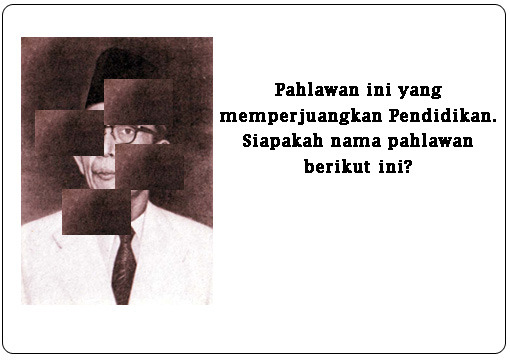 Pahlawan ini yang
memperjuangkan Pendidikan.
Siapakah nama pahlawan
berikut ini?